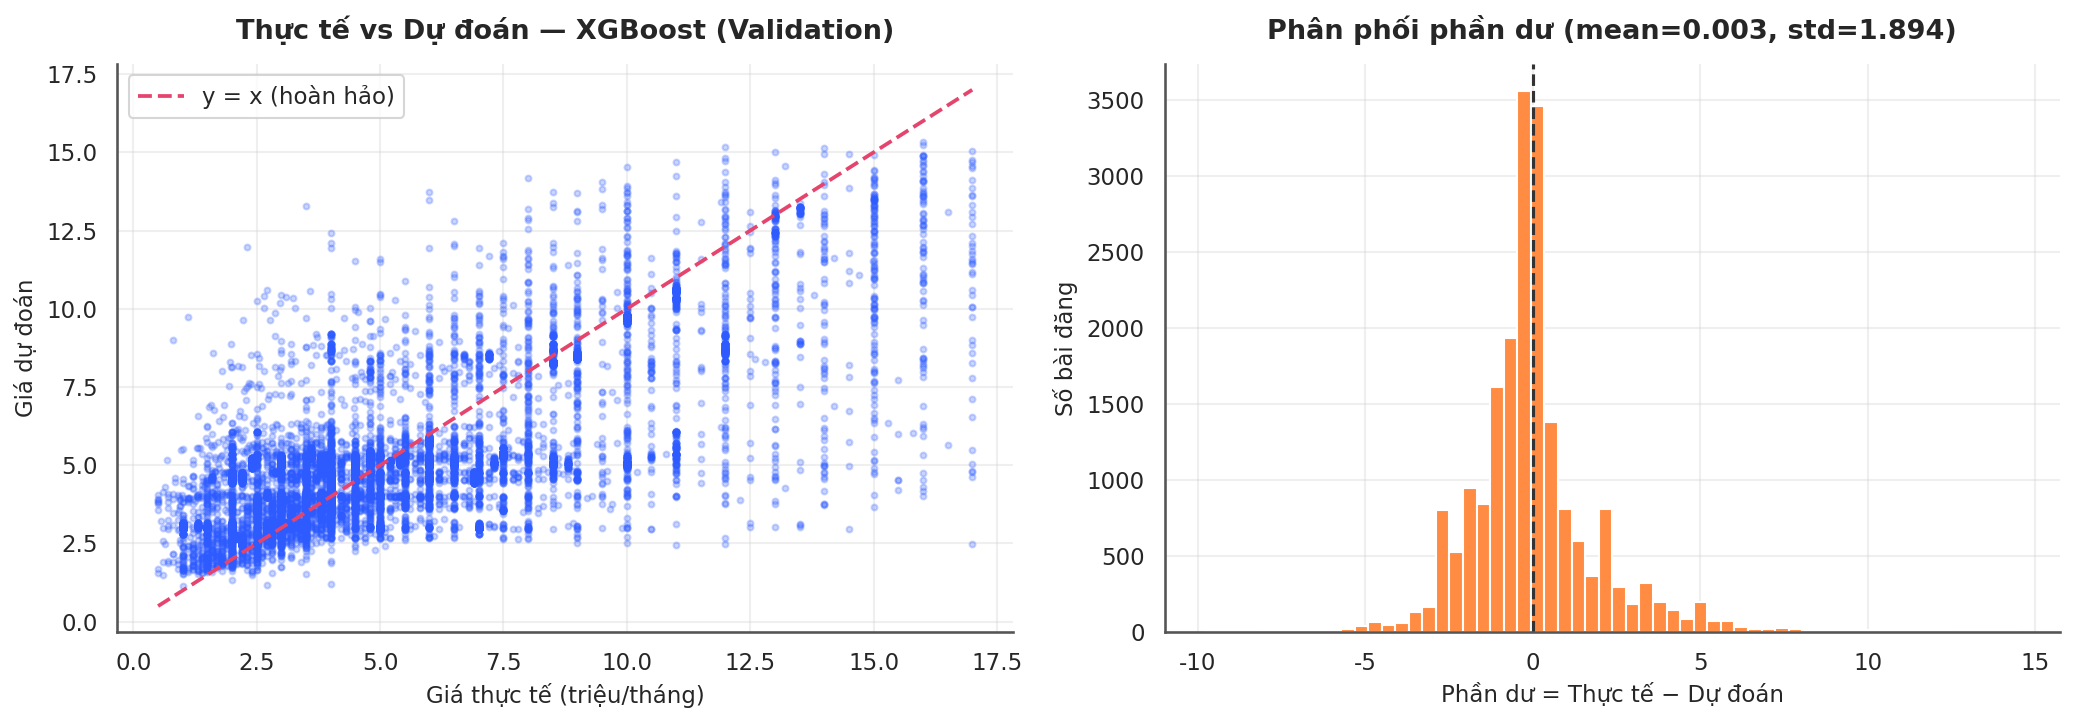 Thực tế vs Dự đoán — XGBoost (Validation)
y = x (hoàn hảo)
Giá dự đoán
17.5
15.0
12.5
10.0
7.5
5.0
2.5
0.0
0.0 2.5 5.0 7.5 10.0 12.5 15.0 17.5
Giá thực tế (triệu/tháng)
Phân phối phần dư (mean=0.003, std=1.894)
Số bài đăng
3500
3000
2500
2000
1500
1000
500
0
-10 -5 0 5 10 15
Phần dư = Thực tế − Dự đoán